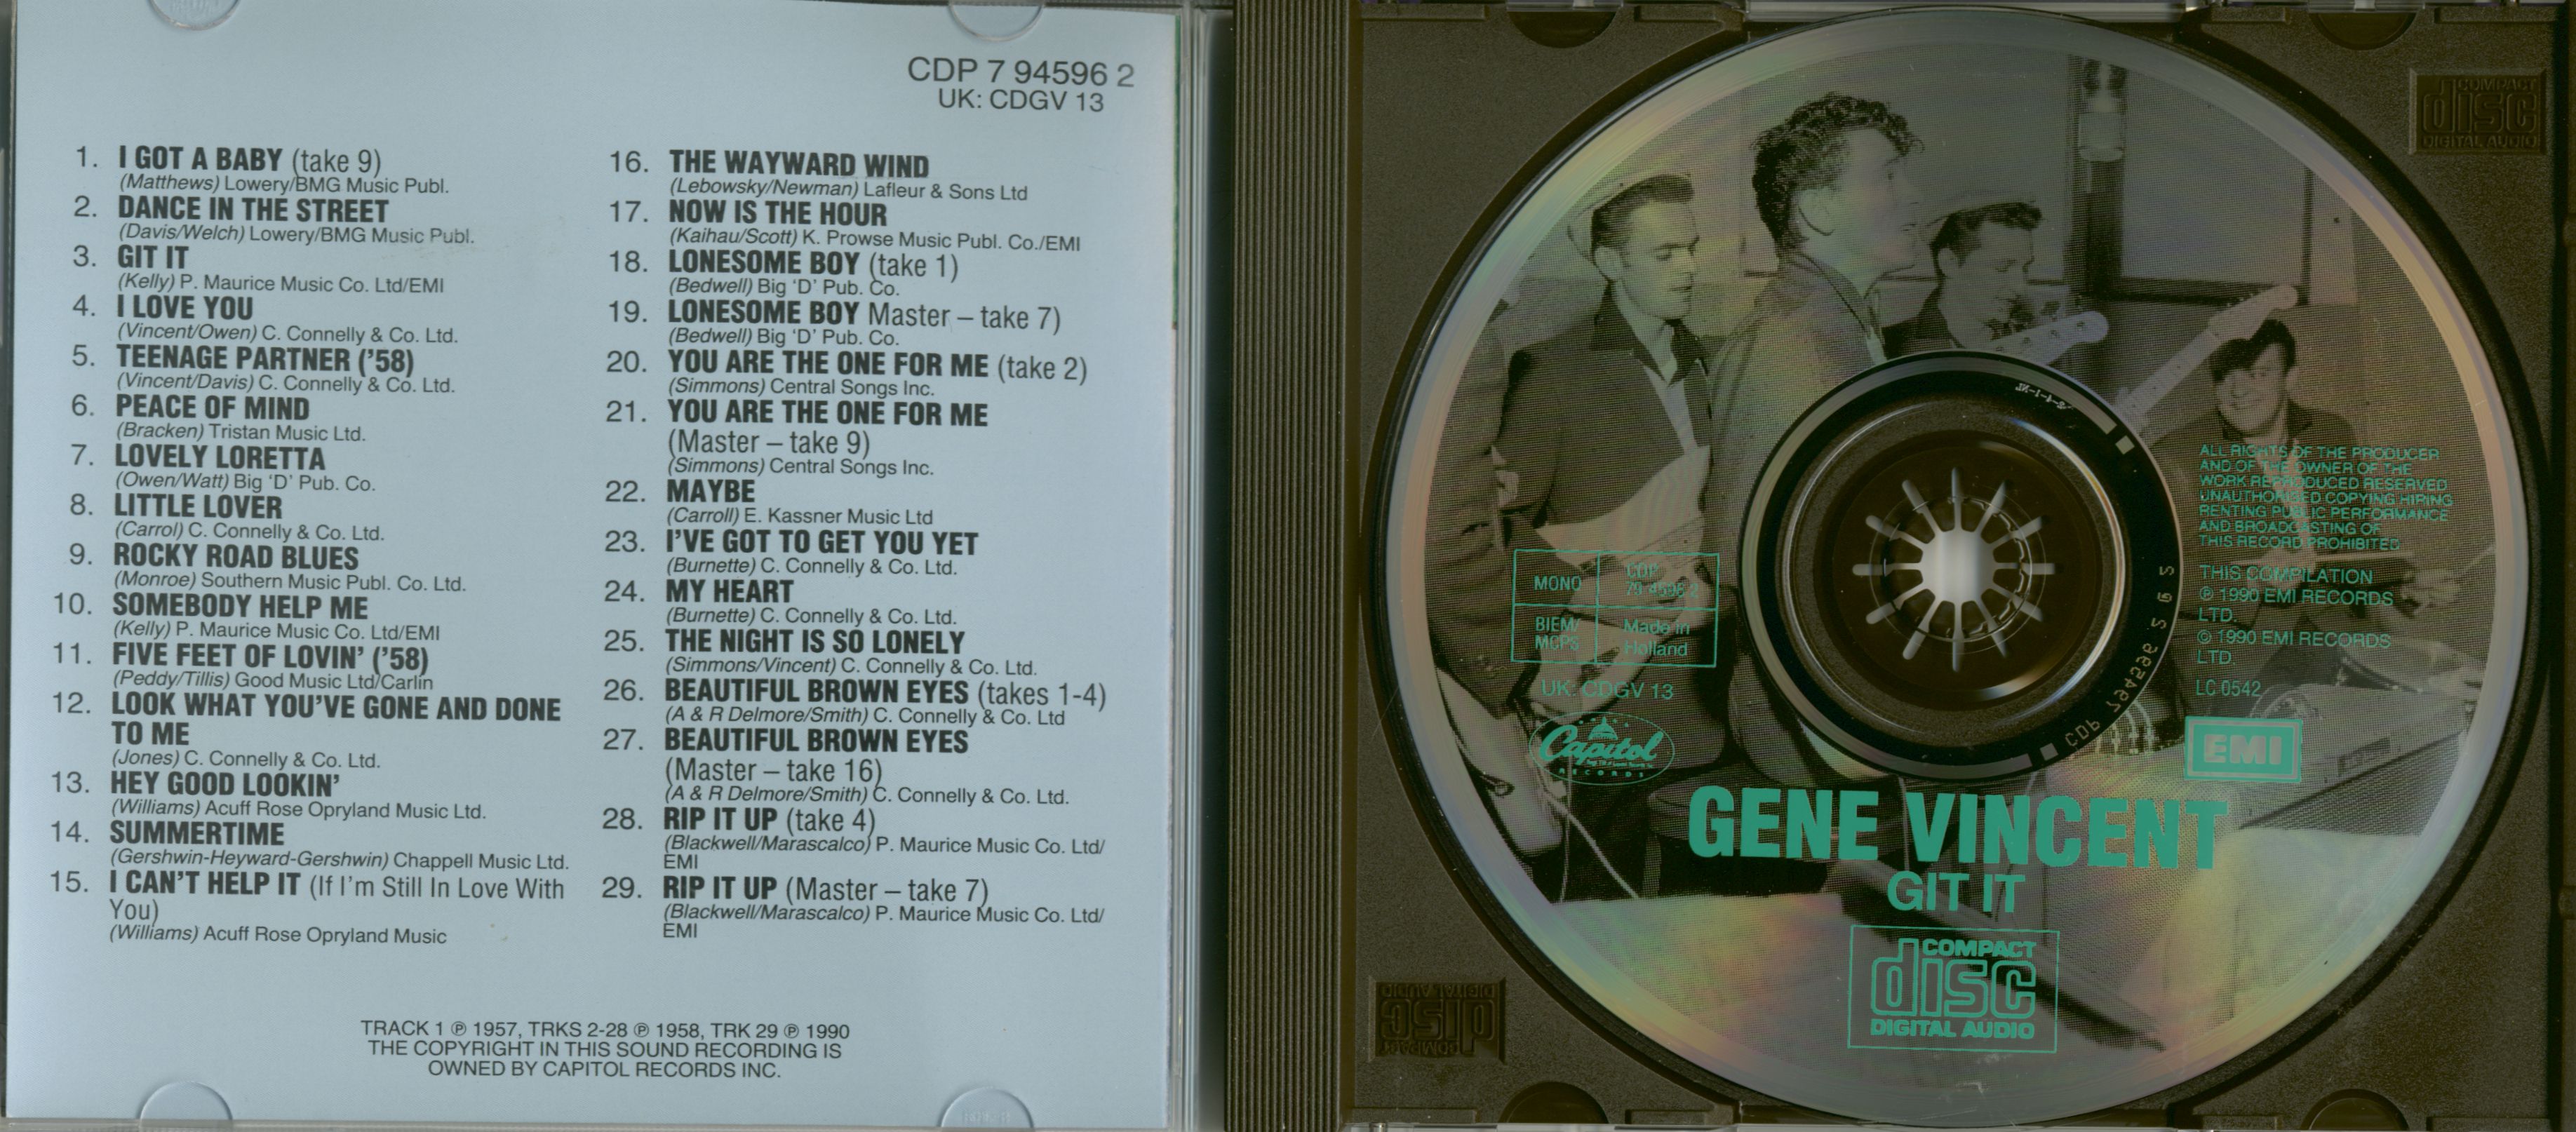 CDP 7 94596 2
UK: CDGV 13
1. I GOT A BABY (take 9)
(Matthews) Lowery/BMG Music Publ.
2. DANCE IN THE STREET
(Davis/Welch) Lowery/BMG Music Publ.
3. GIT IT
(Kelly) P. Maurice Music Co. Ltd/EMI
4. I LOVE YOU
(Vincent/Owen) C. Connelly & Co. Ltd.
5. TEENAGE PARTNER ('58)
(Vincent/Davis) C. Connelly & Co. Ltd.
6. PEACE OF MIND
(Bracken) Tristan Music Ltd.
7. LOVELY LORETTA
(Owen/Watt) Big 'D' Pub. Co.
8. LITTLE LOVER
(Carrol) C. Connelly & Co. Ltd.
9. ROCKY ROAD BLUES
(Monroe) Southern Music Publ. Co. Ltd.
10. SOMEBODY HELP ME
(Kelly) P. Maurice Music Co. Ltd/EMI
11. FIVE FEET OF LOVIN' ('58)
(Peddy/Tillis) Good Music Ltd/Carlin
12. LOOK WHAT YOU'VE GONE AND DONE
TO ME
(Jones) C. Connelly & Co. Ltd.
13. HEY GOOD LOOKIN'
(Williams) Acuff Rose Opryland Music Ltd.
14. SUMMERTIME
(Gershwin-Heyward-Gershwin) Chappell Music Ltd.
15. I CAN'T HELP IT (If I'm Still In Love With
You)
(Williams) Acuff Rose Opryland Music
16. THE WAYWARD WIND
(Lebowsky/Newman) Lafleur & Sons Ltd
17. NOW IS THE HOUR
(Kaihau/Scott) K. Prowse Music Publ. Co./EMI
18. LONESOME BOY (take 1)
(Bedwell) Big 'D' Pub. Co.
19. LONESOME BOY Master – take 7)
(Bedwell) Big 'D' Pub. Co.
20. YOU ARE THE ONE FOR ME (take 2)
(Simmons) Central Songs Inc.
21. YOU ARE THE ONE FOR ME
(Master – take 9)
(Simmons) Central Songs Inc.
22. MAYBE
(Carroll) E. Kassner Music Ltd
23. I'VE GOT TO GET YOU YET
(Burnette) C. Connelly & Co. Ltd.
24. MY HEART
(Burnette) C. Connelly & Co. Ltd.
25. THE NIGHT IS SO LONELY
(Simmons/Vincent) C. Connelly & Co. Ltd.
26. BEAUTIFUL BROWN EYES (takes 1-4)
(A & R Delmore/Smith) C. Connelly & Co. Ltd
27. BEAUTIFUL BROWN EYES
(Master – take 16)
(A & R Delmore/Smith) C. Connelly & Co. Ltd.
28. RIP IT UP (take 4)
(Blackwell/Marascalco) P. Maurice Music Co. Ltd/
EMI
29. RIP IT UP (Master – take 7)
(Blackwell/Marascalco) P. Maurice Music Co. Ltd/
EMI
TRACK 1 ℗ 1957, TRKS 2-28 ℗ 1958, TRK 29 ℗ 1990
THE COPYRIGHT IN THIS SOUND RECORDING IS
OWNED BY CAPITOL RECORDS INC.
COMPACT
disc
DIGITAL AUDIO
ALL RIGHTS OF THE PRODUCER
AND OF THE OWNER OF THE
WORK REPRODUCED RESERVED
UNAUTHORISED COPYING HIRING
RENTING PUBLIC PERFORMANCE
AND BROADCASTING OF
THIS RECORD PROHIBITED
THIS COMPILATION
℗ 1990 EMI RECORDS
LTD.
© 1990 EMI RECORDS
LTD.
LC 0542
EMI
MONO
CDP
79 4596 2
BIEM/
MCPS
Made in
Holland
UK: CDGV 13
Capitol
RECORDS
GENE VINCENT
GIT IT
COMPACT
disc
DIGITAL AUDIO
COMPACT
disc
DIGITAL AUDIO